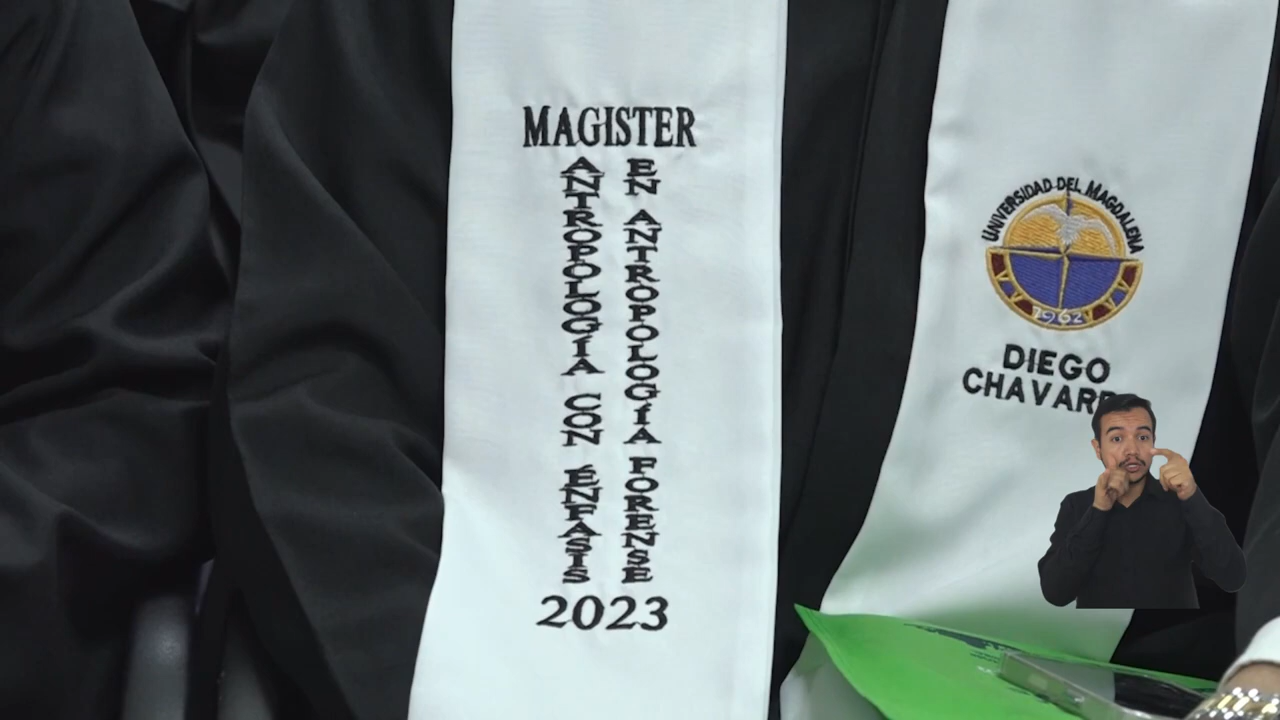 MAGISTER
ANTROPOLOGÍA CON ÉNFASIS
EN ANTROPOLOGÍA FORENSE
2023
UNIVERSIDAD DEL MAGDALENA
1962
DIEGO